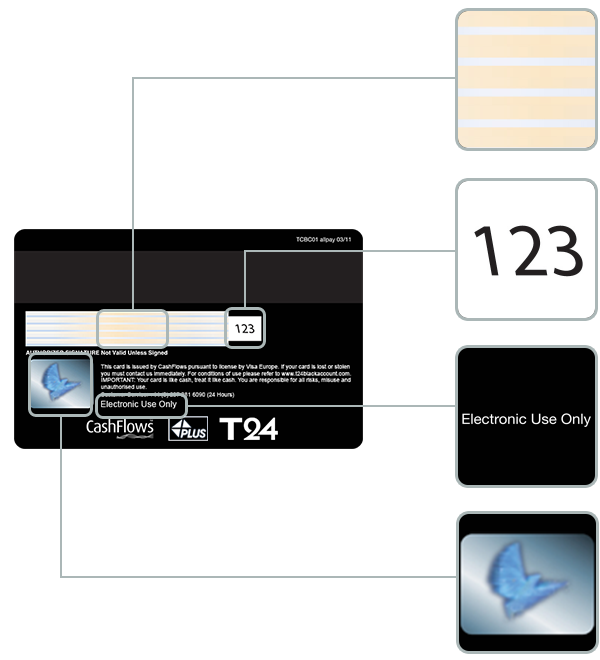 TCBC01 allpay 03/11
123
123
AUTHORIZED SIGNATURE Not Valid Unless Signed
This card is issued by CashFlows pursuant to license by Visa Europe. If your card is lost or stolen
you must contact us immediately. For conditions of use please refer to www.t24blackaccount.com.
IMPORTANT: Your card is like cash, treat it like cash. You are responsible for all risks, misuse and
unauthorised use.
Customer Service 6090 (24 Hours)
Electronic Use Only
Electronic Use Only
CashFlows
PLUS
T24